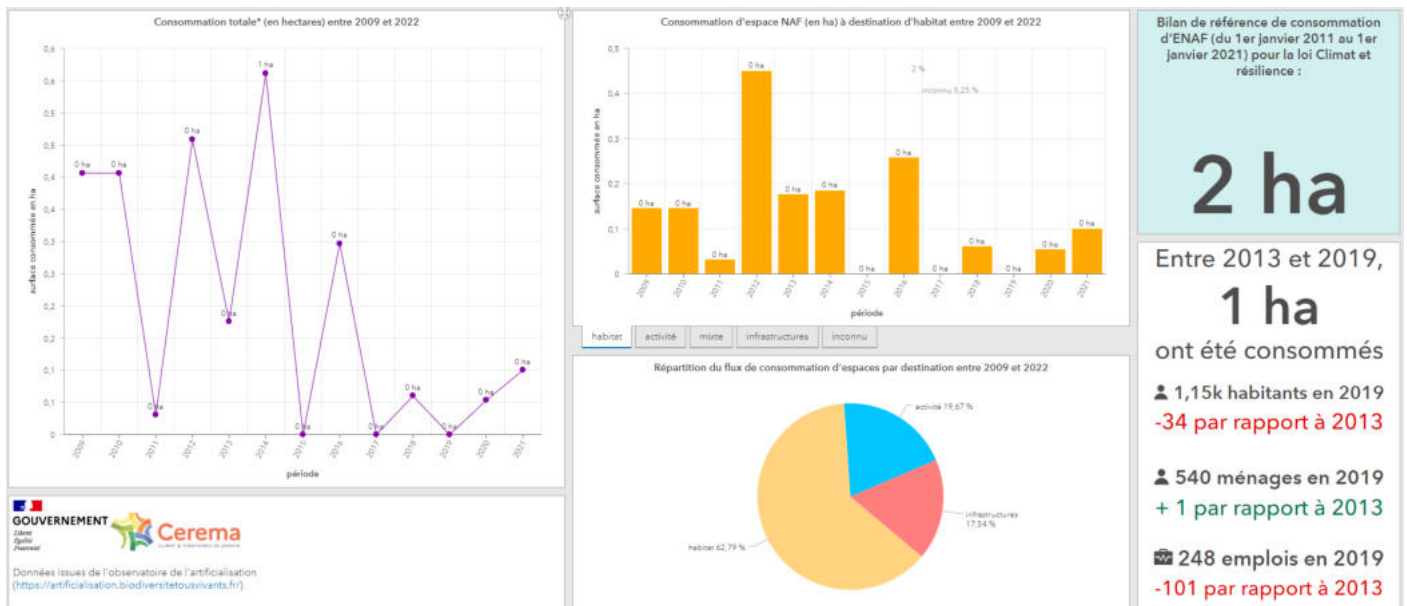 Consommation totale* (en hectares) entre 2009 et 2022
surface consommée en ha
0,6
0,6
0,5
0,5
0,4
0,4
0,3
0,3
0,2
0,2
0,1
0,1
0
0 ha
0 ha
0 ha
0 ha
0 ha
1 ha
0 ha
0 ha
0 ha
0 ha
0 ha
0 ha
0 ha
2009
2010
2011
2012
2013
2014
2015
2016
2017
2018
2019
2020
2021
période
GOUVERNEMENT
Liberté
Égalité
Fraternité
Cerema
Données issues de l'observatoire de l'artificialisation
(https://artificialisation.biodiversitetousvivants.fr/)
Consommation d'espace NAF (en ha) à destination d'habitat entre 2009 et 2022
surface consommée en ha
0,5
0,4
0,3
0,2
0,1
0
0 ha
0 ha
0 ha
0 ha
0 ha
0 ha
0 ha
0 ha
0 ha
0 ha
0 ha
0 ha
0 ha
2 %
inconnu 5,25 %
2009
2010
2011
2012
2013
2014
2015
2016
2017
2018
2019
2020
2021
période
habitat activité mixte infrastructures inconnu
Répartition du flux de consommation d'espaces par destination entre 2009 et 2022
activité 19,67 %
infrastructures
17,54 %
habitat 62,79 %
Bilan de référence de consommation
d'ENAF (du 1er janvier 2011 au 1er
janvier 2021) pour la loi Climat et
résilience :
2 ha
Entre 2013 et 2019,
1 ha
ont été consommés
1,15k habitants en 2019
-34 par rapport à 2013
540 ménages en 2019
+ 1 par rapport à 2013
248 emplois en 2019
-101 par rapport à 2013